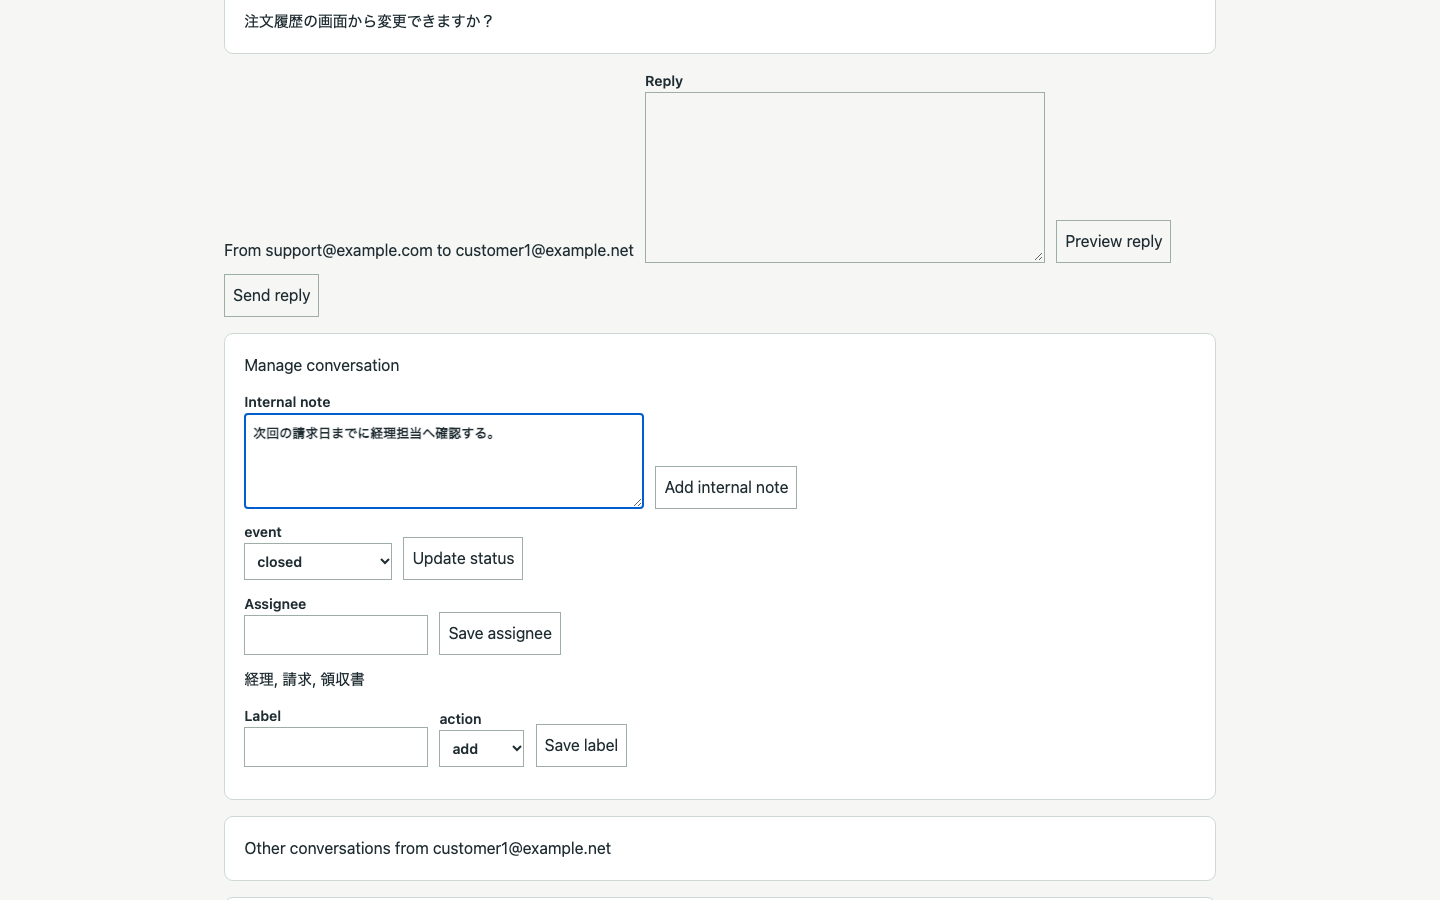 注文履歴の画面から変更できますか？
Reply
From support@example.com to customer1@example.net
Preview reply
Send reply
Manage conversation
Internal note
次回の請求日までに経理担当へ確認する。
Add internal note
event
closed
Update status
Assignee
Save assignee
経理, 請求, 領収書
Label
action
add
Save label
Other conversations from customer1@example.net